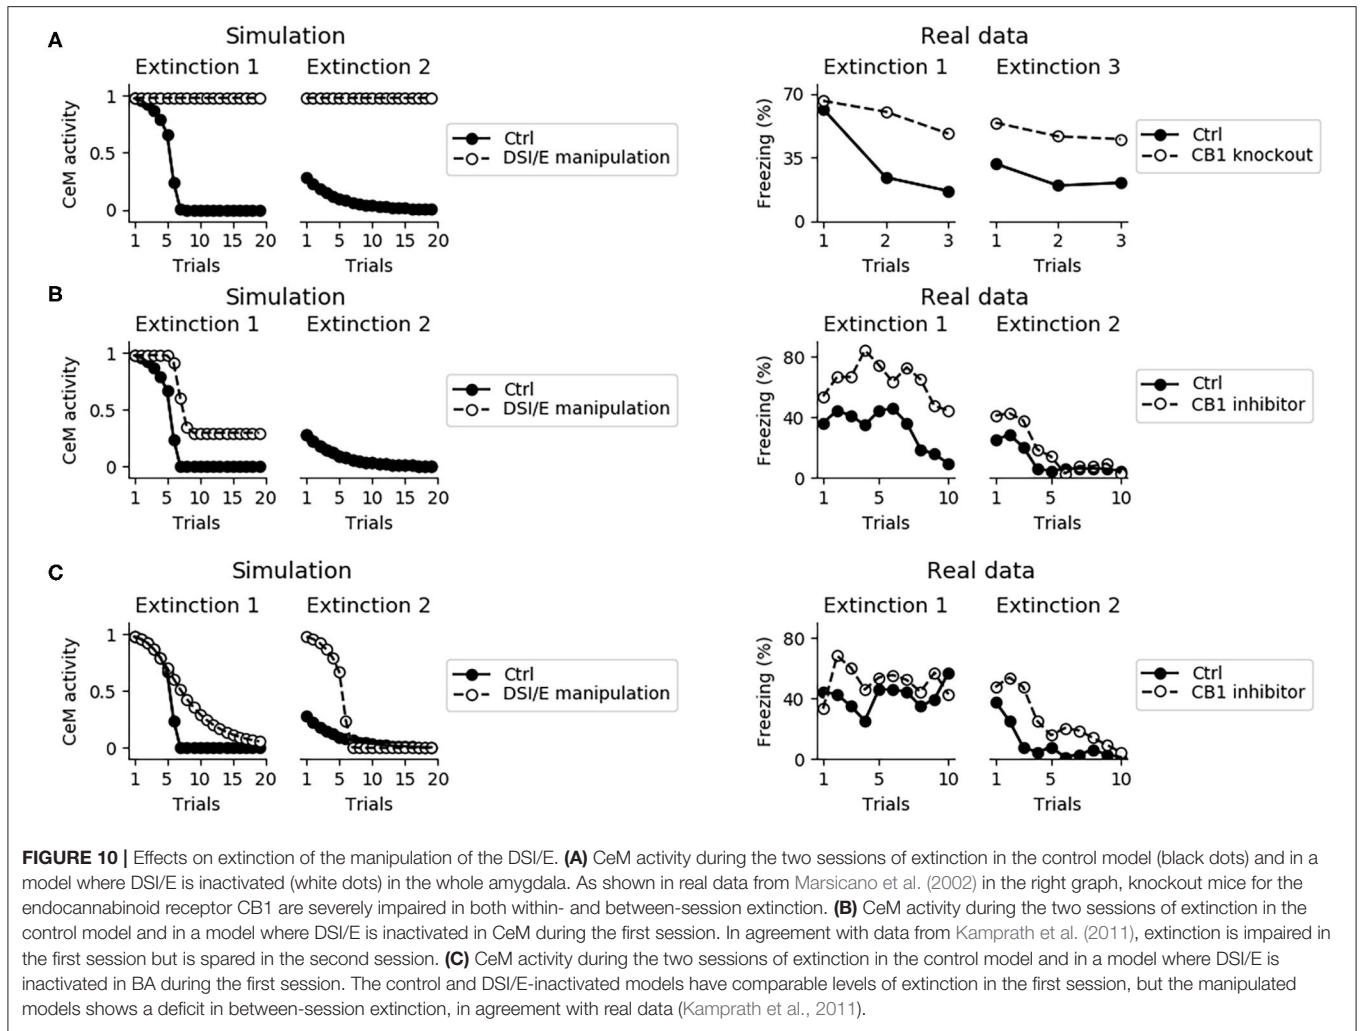 A
Simulation
Real data
Extinction 1
Extinction 2
Extinction 1
Extinction 3
CeM activity
1
0.5
0
Ctrl
DSI/E manipulation
1 5 10 15 20
1 5 10 15 20
Trials
Freezing (%)
70
35
0
Ctrl
CB1 knockout
1 2 3
1 2 3
Trials
B
Simulation
Real data
Extinction 1
Extinction 2
Extinction 1
Extinction 2
CeM activity
1
0.5
0
Ctrl
DSI/E manipulation
1 5 10 15 20
1 5 10 15 20
Trials
Trials
Freezing (%)
80
40
0
Ctrl
CB1 inhibitor
1 5 10
1 5 10
Trials
Trials
C
Simulation
Real data
Extinction 1
Extinction 2
Extinction 1
Extinction 2
CeM activity
1
0.5
0
Ctrl
DSI/E manipulation
1 5 10 15 20
1 5 10 15 20
Trials
Trials
Freezing (%)
80
40
0
Ctrl
CB1 inhibitor
1 5 10
1 5 10
Trials
Trials
FIGURE 10 | Effects on extinction of the manipulation of the DSI/E. (A) CeM activity during the two sessions of extinction in the control model (black dots) and in a
model where DSI/E is inactivated (white dots) in the whole amygdala. As shown in real data from Marsicano et al. (2002) in the right graph, knockout mice for the
endocannabinoid receptor CB1 are severely impaired in both within- and between-session extinction. (B) CeM activity during the two sessions of extinction in the
control model and in a model where DSI/E is inactivated in CeM during the first session. In agreement with data from Kamprath et al. (2011), extinction is impaired in
the first session but is spared in the second session. (C) CeM activity during the two sessions of extinction in the control model and in a model where DSI/E is
inactivated in BA during the first session. The control and DSI/E-inactivated models have comparable levels of extinction in the first session, but the manipulated
models shows a deficit in between-session extinction, in agreement with real data (Kamprath et al., 2011).